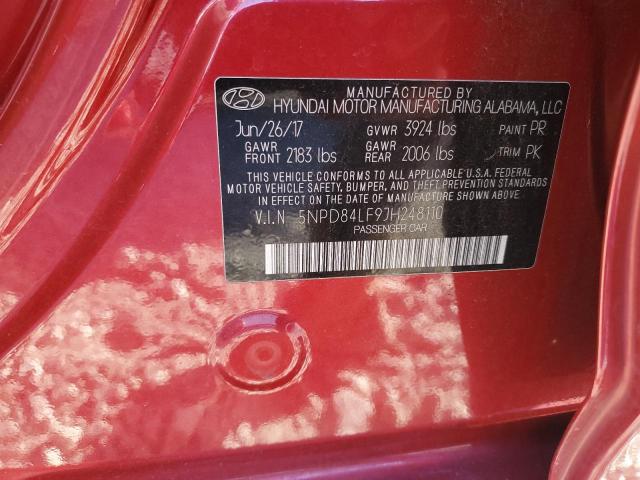 MANUFACTURED BY
HYUNDAI MOTOR MANUFACTURING ALABAMA, LLC
Jun/26/17 GVWR 3924 lbs PAINT PR
GAWR FRONT 2183 lbs GAWR REAR 2006 lbs TRIM PK
THIS VEHICLE CONFORMS TO ALL APPLICABLE U.S.A. FEDERAL
MOTOR VEHICLE SAFETY, BUMPER, AND THEFT PREVENTION STANDARDS
IN EFFECT ON THE DATE OF MANUFACTURE SHOWN ABOVE.
V.I.N 5NPD84LF9JH248110
PASSENGER CAR